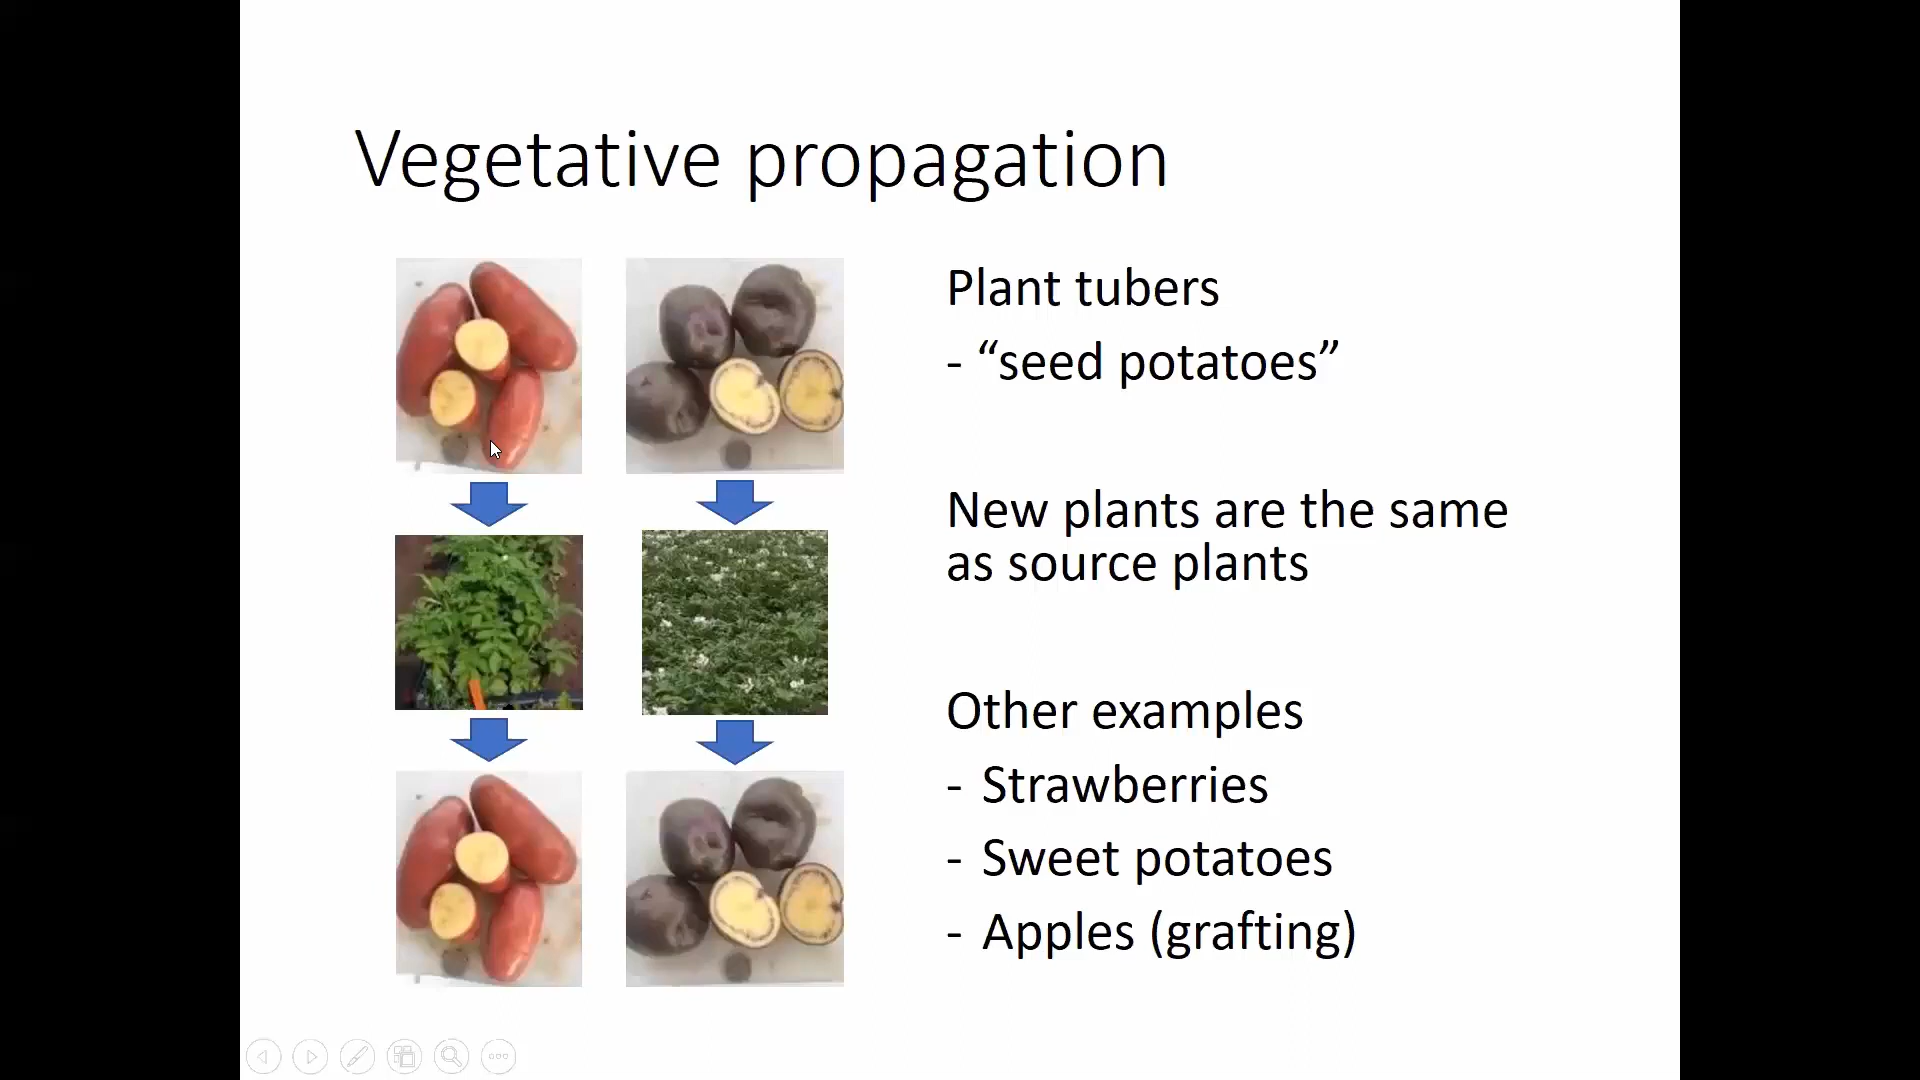 Vegetative propagation
Plant tubers
- “seed potatoes”
New plants are the same
as source plants
Other examples
- Strawberries
- Sweet potatoes
- Apples (grafting)